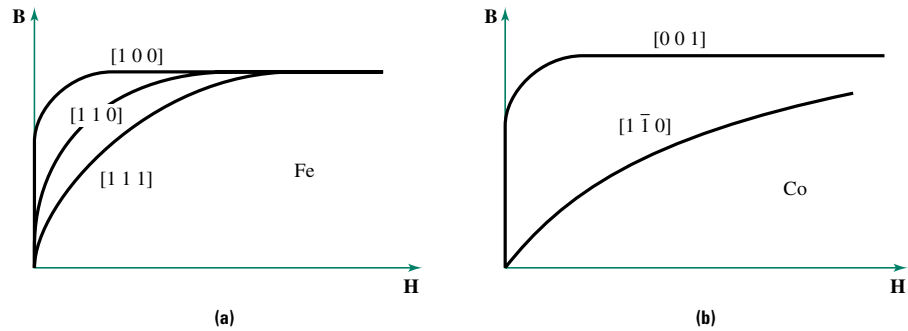 B
[1 0 0]
[1 1 0̅]
[1 1 1]
Fe
H
(a)
B
[0 0 1]
[1 1̅ 0]
Co
H
(b)